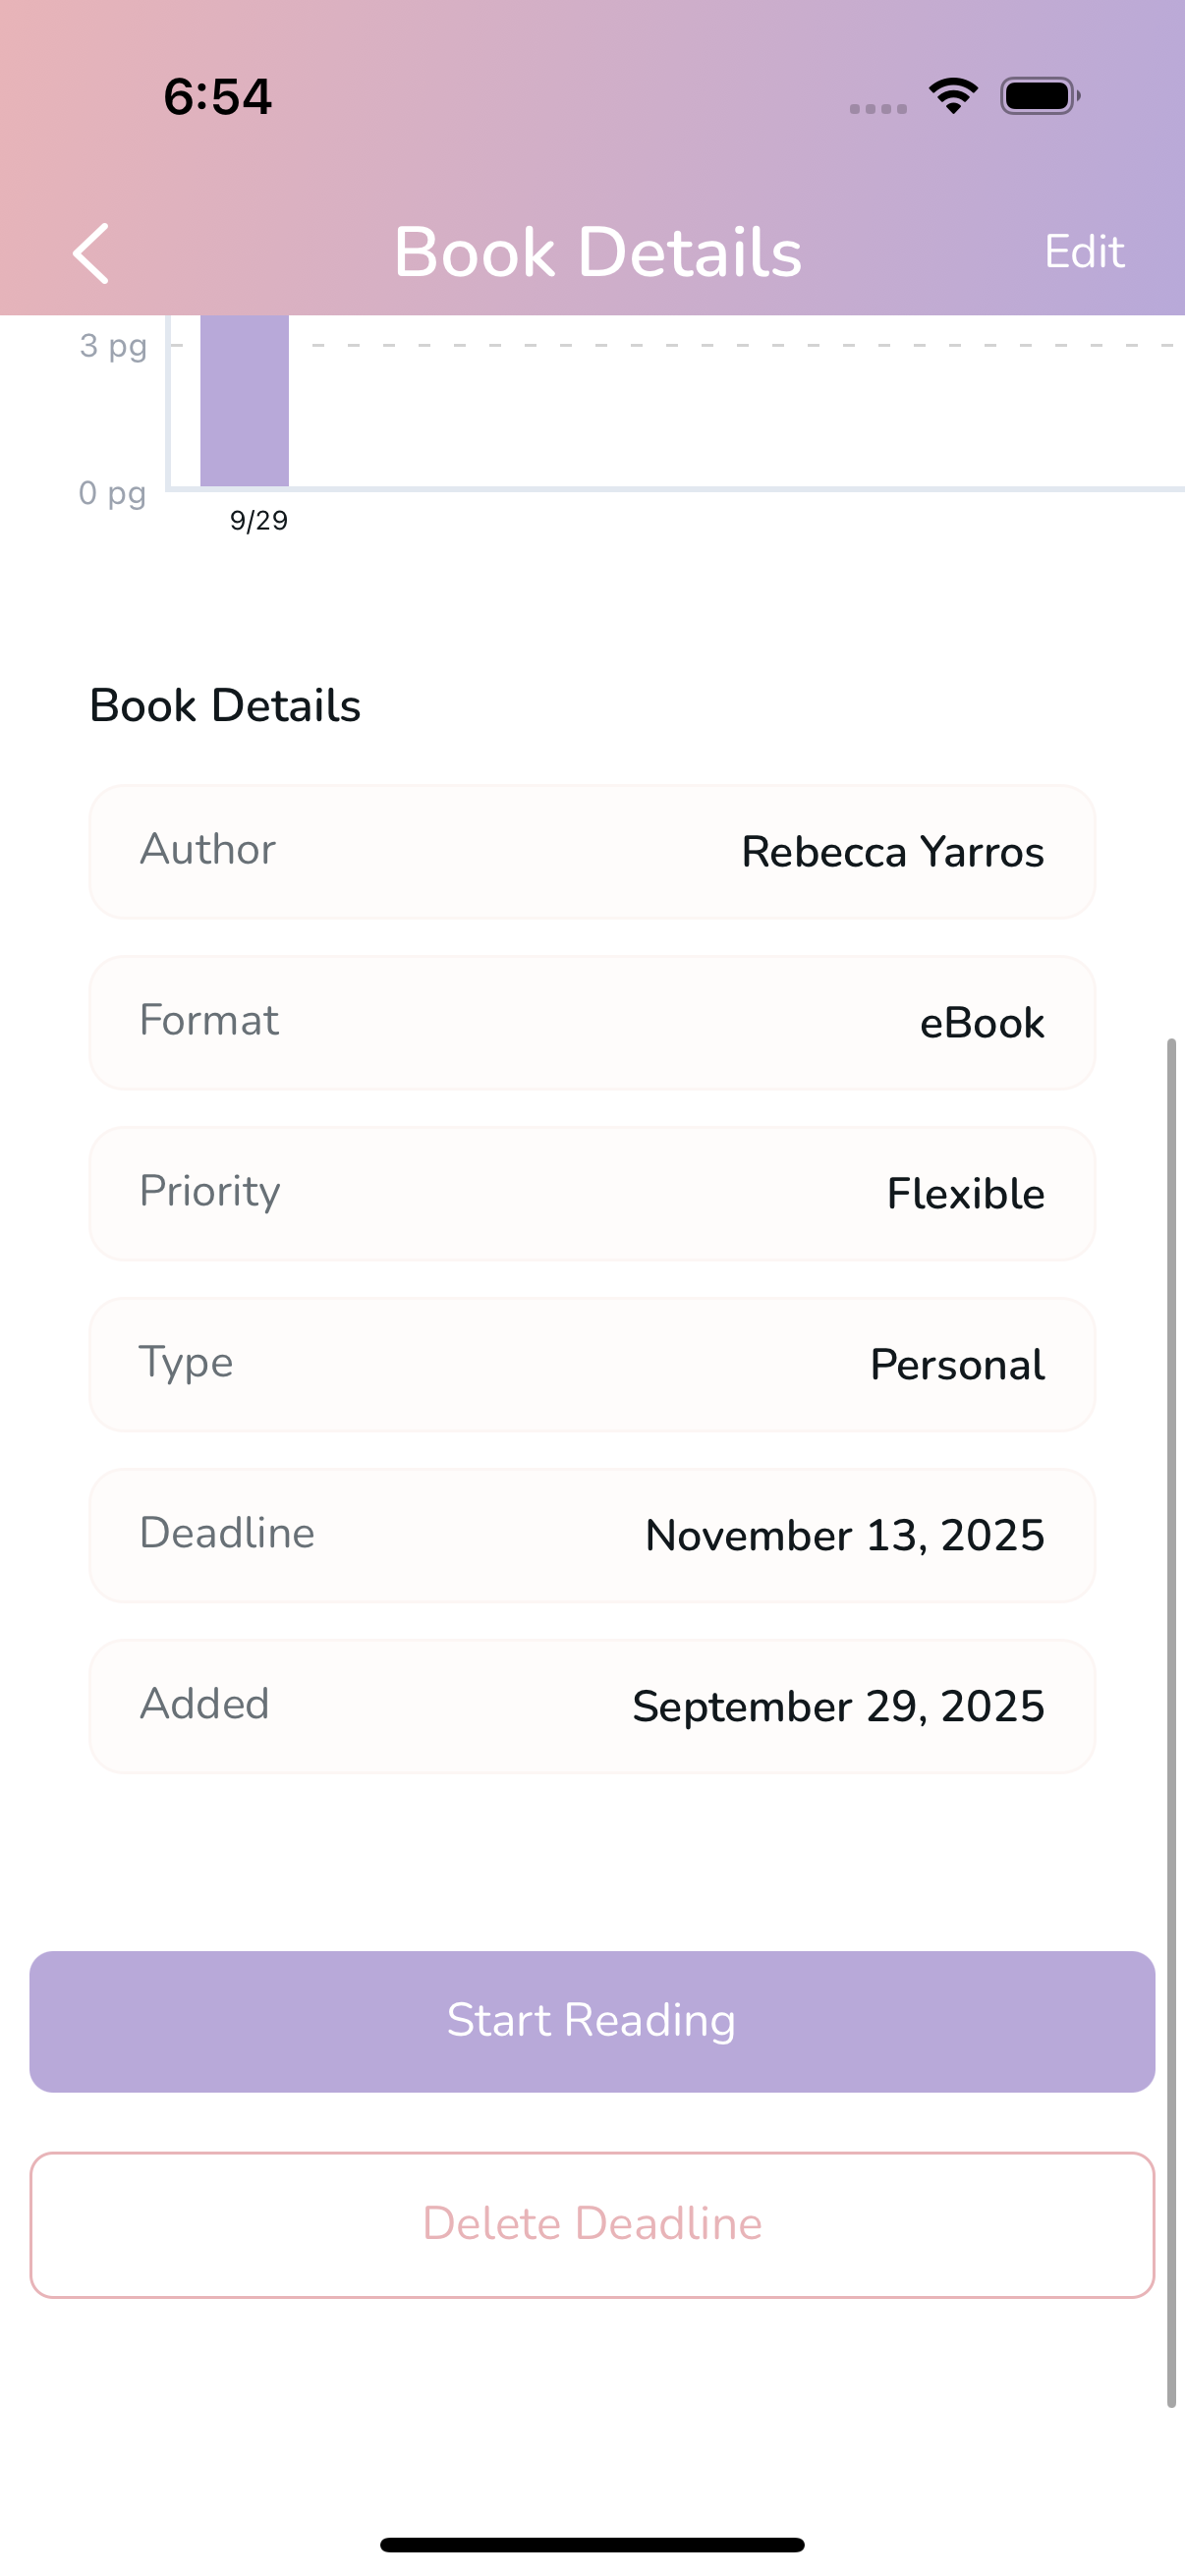 6:54
Book Details
Edit
3 pg
0 pg
9/29
Book Details
Author
Rebecca Yarros
Format
eBook
Priority
Flexible
Type
Personal
Deadline
November 13, 2025
Added
September 29, 2025
Start Reading
Delete Deadline